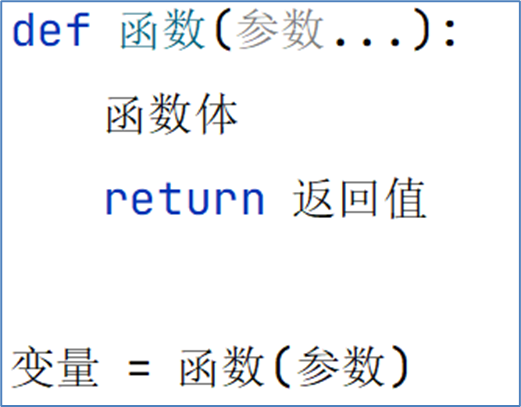 def 函数(参数...):
函数体
return 返回值
变量 = 函数(参数)